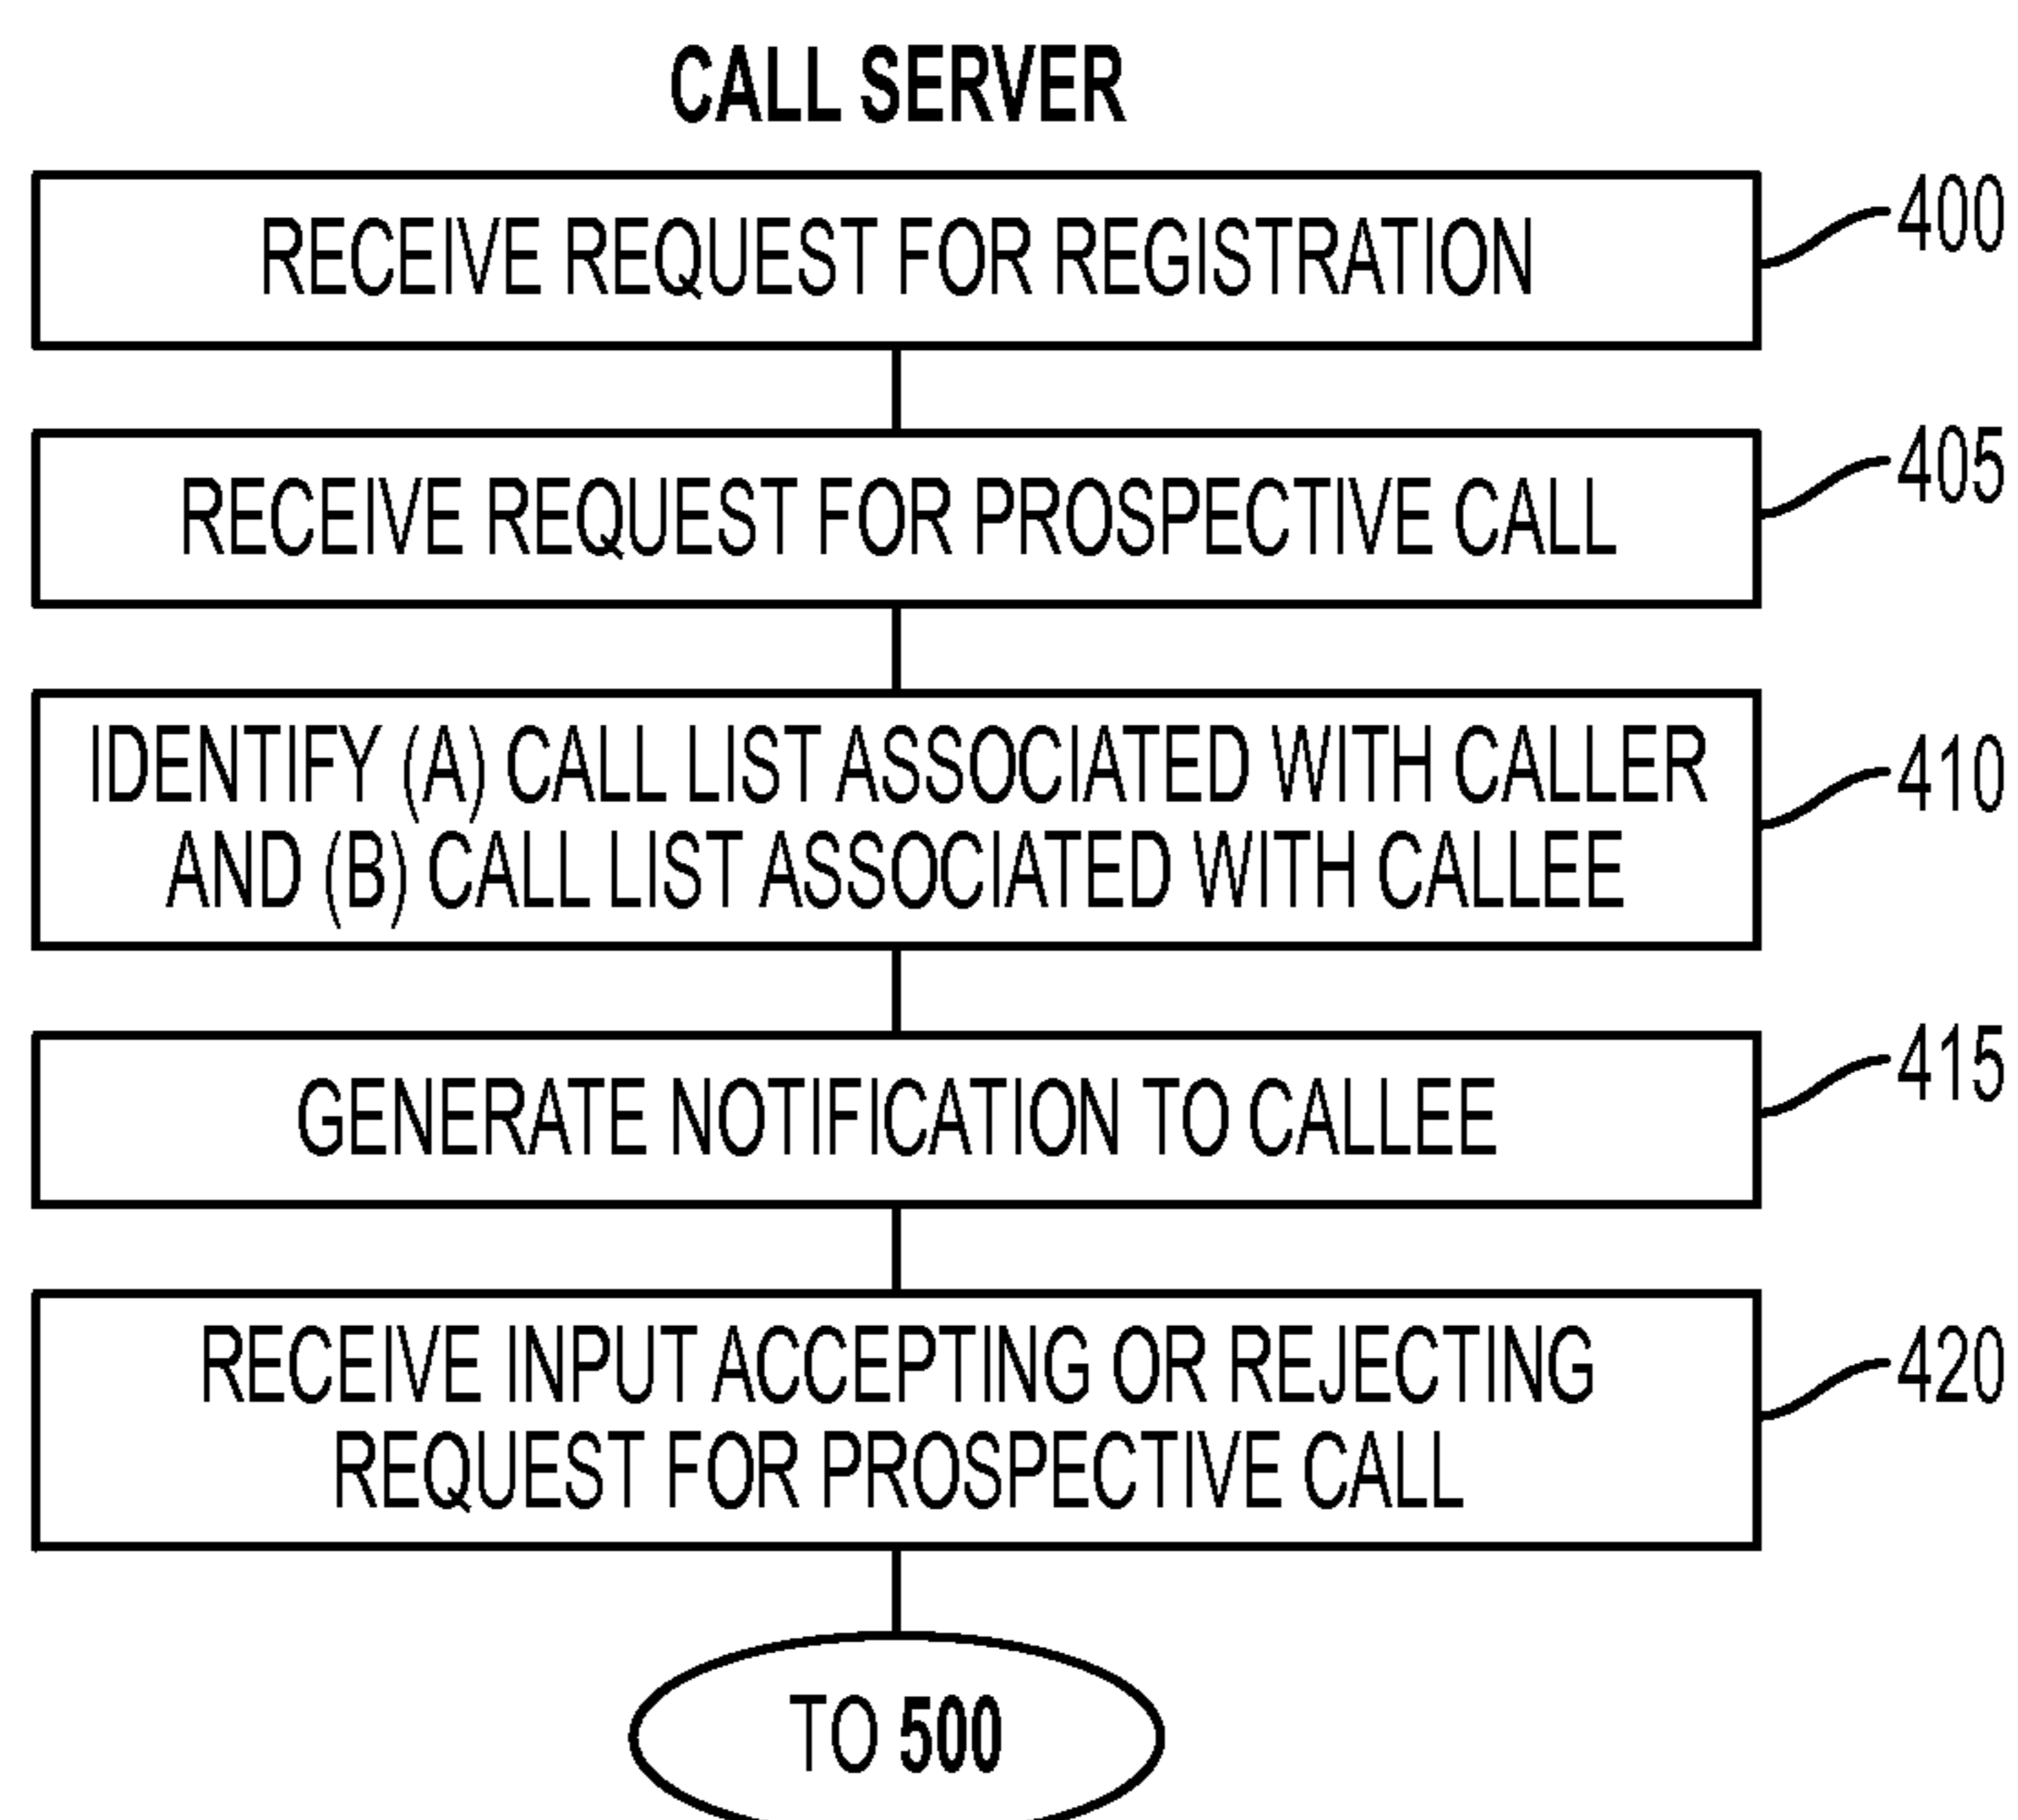 CALL SERVER
RECEIVE REQUEST FOR REGISTRATION
400
RECEIVE REQUEST FOR PROSPECTIVE CALL
405
IDENTIFY (A) CALL LIST ASSOCIATED WITH CALLER
AND (B) CALL LIST ASSOCIATED WITH CALLEE
410
GENERATE NOTIFICATION TO CALLEE
415
RECEIVE INPUT ACCEPTING OR REJECTING
REQUEST FOR PROSPECTIVE CALL
420
TO 500